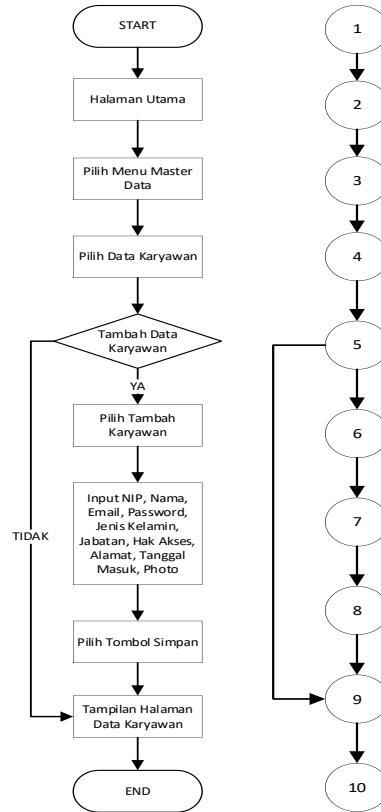 START
Halaman Utama
Pilih Menu Master
Data
Pilih Data Karyawan
Tambah Data
Karyawan
YA
Pilih Tambah
Karyawan
Input NIP, Nama,
Email, Password,
Jenis Kelamin,
Jabatan, Hak Akses,
Alamat, Tanggal
Masuk, Photo
TIDAK
Pilih Tombol Simpan
Tampilan Halaman
Data Karyawan
END
1
2
3
4
5
6
7
8
9
10